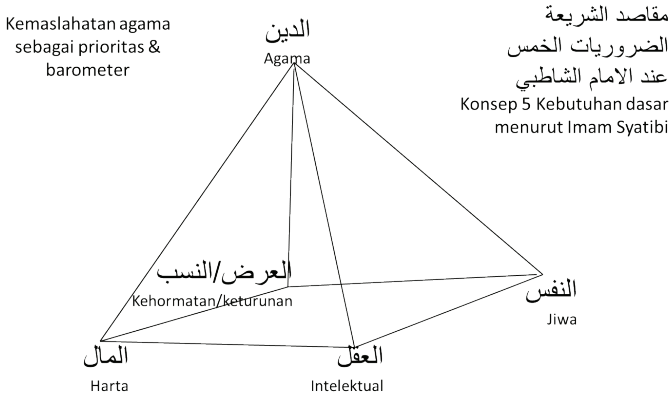 Kemaslahatan agama
sebagai prioritas &
barometer
مقاصد الشريعة
الضروريات الخمس
عند الامام الشاطبي
Konsep 5 Kebutuhan dasar
menurut Imam Syatibi
الدين
Agama
العرض/النسب
Kehormatan/keturunan
النفس
Jiwa
المال
Harta
العقل
Intelektual